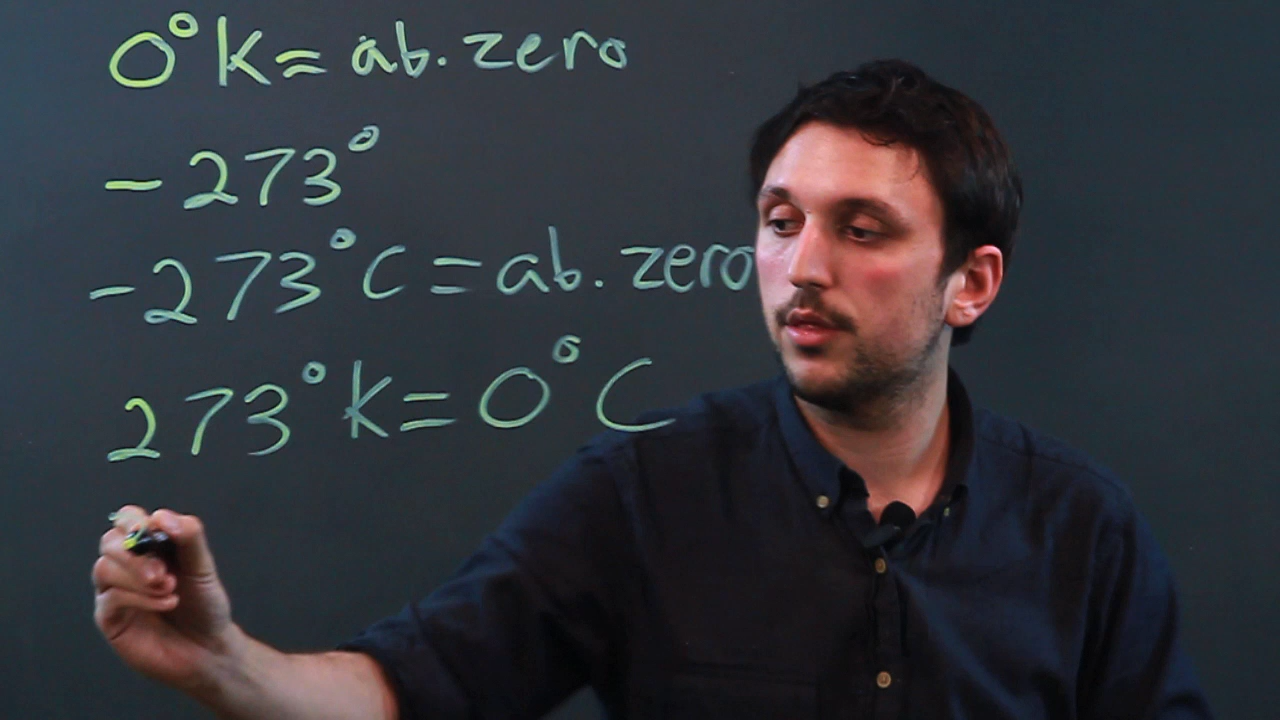 0°K = ab. zero
-273°
-273°C = ab. zero
273°K = 0°C